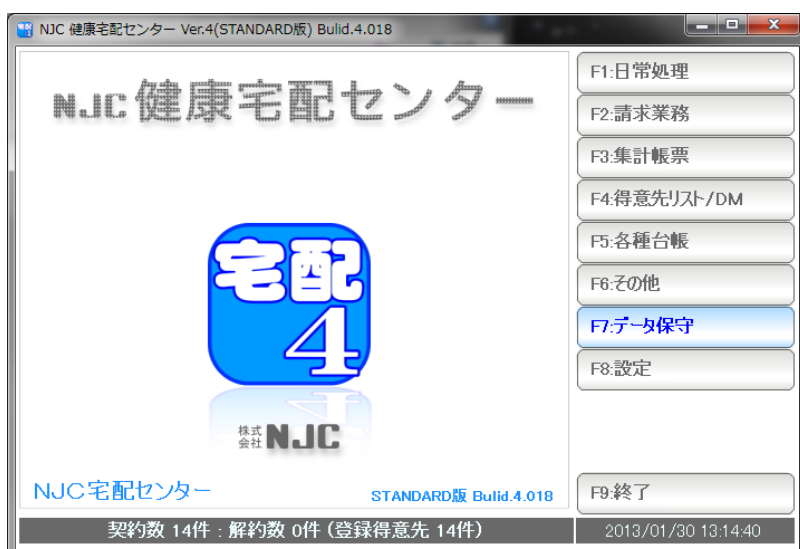 NJC 健康宅配センター Ver.4(STANDARD版) Bulid.4.018
NJC健康宅配センター
宅配
4
株式
会社 NJC
NJC宅配センター
STANDARD版 Bulid.4.018
F1:日常処理
F2:請求業務
F3:集計帳票
F4:得意先リスト/DM
F5:各種台帳
F6:その他
F7:データ保守
F8:設定
F9:終了
契約数 14件 : 解約数 0件 (登録得意先 14件)
2013/01/30 13:14:40